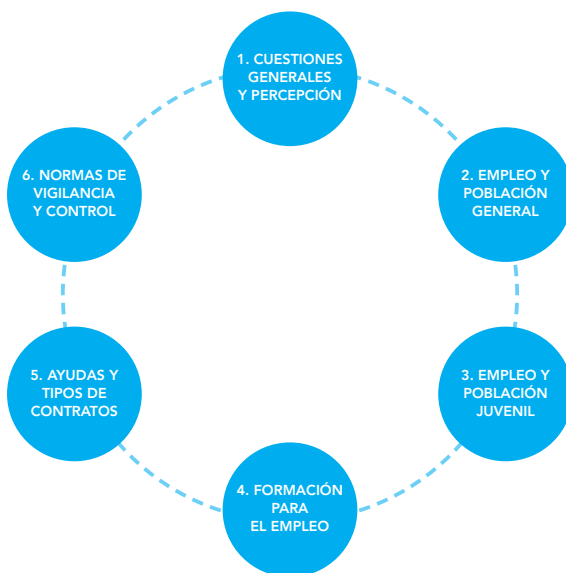 1. CUESTIONES
GENERALES
Y PERCEPCIÓN
2. EMPLEO Y
POBLACIÓN
GENERAL
3. EMPLEO Y
POBLACIÓN
JUVENIL
4. FORMACIÓN
PARA
EL EMPLEO
5. AYUDAS Y
TIPOS DE
CONTRATOS
6. NORMAS DE
VIGILANCIA
Y CONTROL